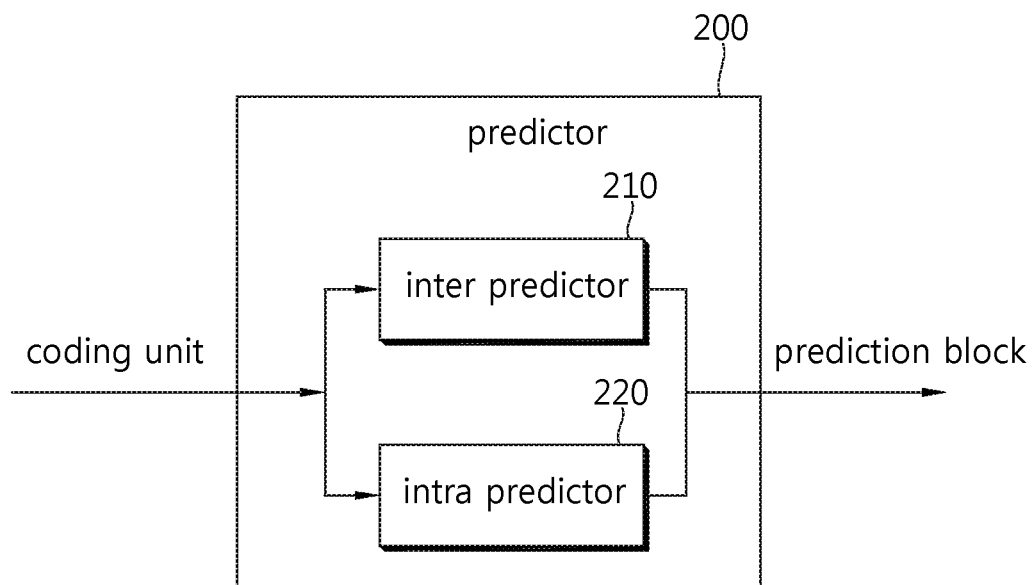 200
predictor
210
inter predictor
coding unit
prediction block
220
intra predictor